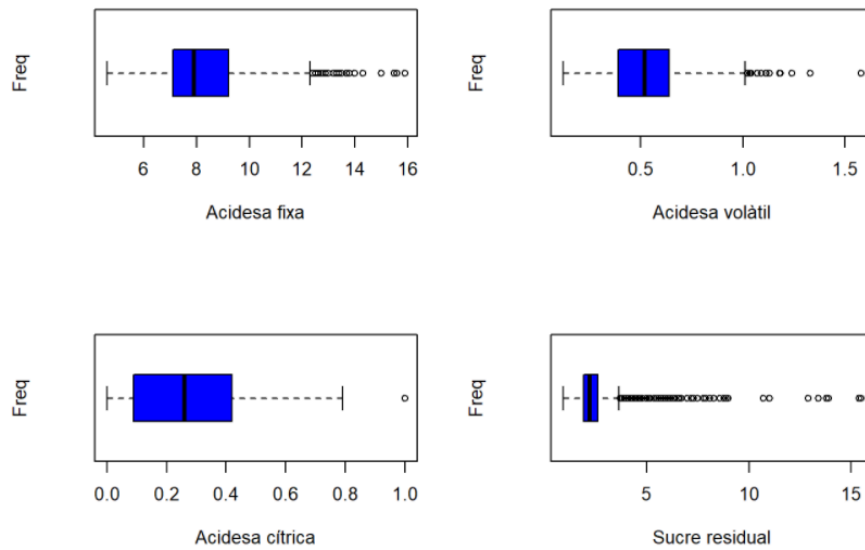 Freq
6 8 10 12 14 16
Acidesa fixa
Freq
0.5 1.0 1.5
Acidesa volàtil
Freq
0.0 0.2 0.4 0.6 0.8 1.0
Acidesa cítrica
Freq
5 10 15
Sucre residual